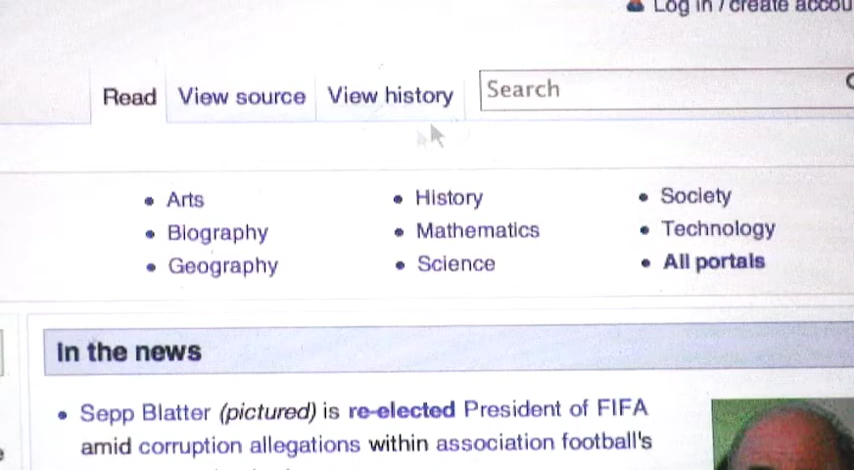 Log in / create accou
Read View source View history Search
Arts History Society
Biography Mathematics Technology
Geography Science All portals
In the news
Sepp Blatter (pictured) is re-elected President of FIFA
amid corruption allegations within association football's